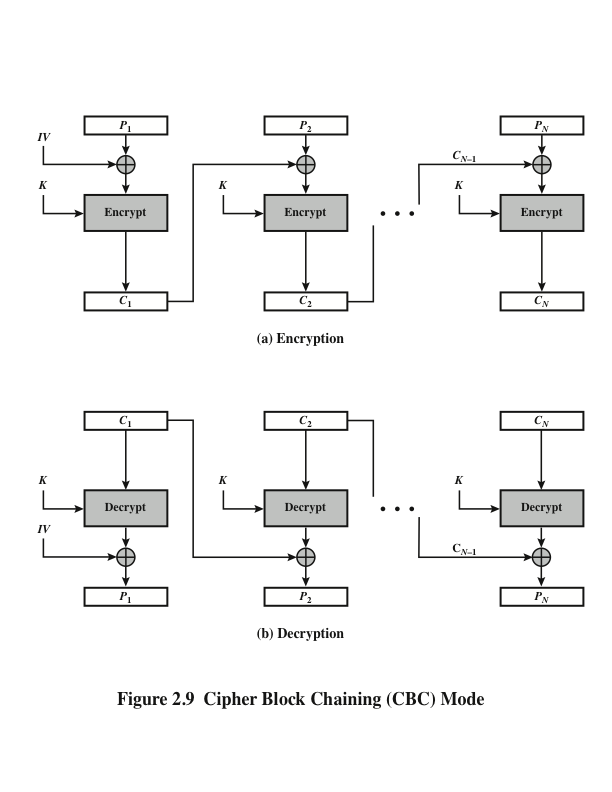 P1 P2 PN
IV CN–1
K K K
Encrypt Encrypt • • • Encrypt
C1 C2 CN
(a) Encryption
C1 C2 CN
K K K
Decrypt Decrypt • • • Decrypt
IV CN–1
P1 P2 PN
(b) Decryption
Figure 2.9 Cipher Block Chaining (CBC) Mode